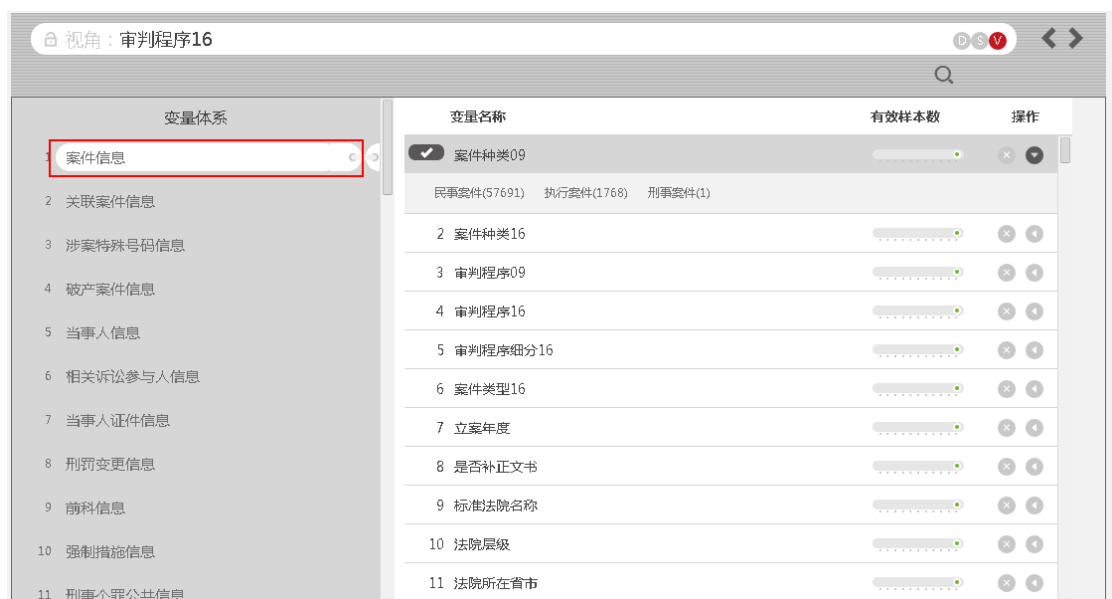 视角：审判程序16
D S V
变量体系
变量名称 有效样本数 操作
1 案件信息
案件种类09
民事案件(57691) 执行案件(1768) 刑事案件(1)
2 关联案件信息
2 案件种类16
3 涉案特殊号码信息
3 审判程序09
4 破产案件信息
4 审判程序16
5 当事人信息
5 审判程序细分16
6 相关诉讼参与人信息
6 案件类型16
7 当事人证件信息
7 立案年度
8 刑罚变更信息
8 是否补正文书
9 前科信息
9 标准法院名称
10 强制措施信息
10 法院层级
11 刑事个罪公共信息
11 法院所在省市